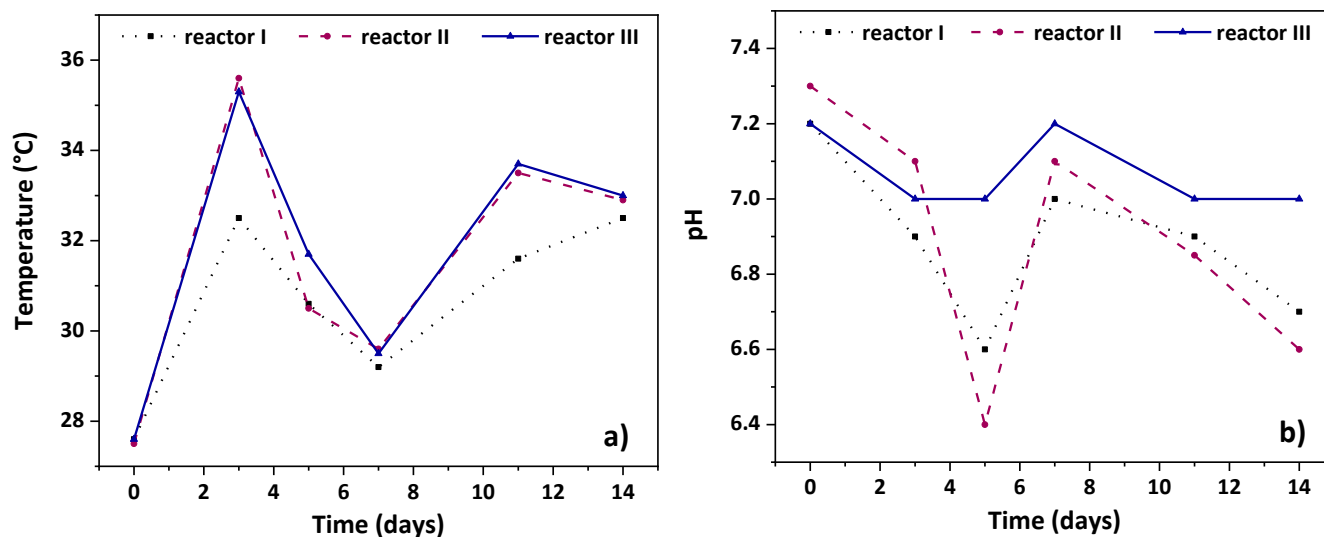 reactor I reactor II reactor III
36
34
32
30
28
Temperature (°C)
a)
0 2 4 6 8 10 12 14
Time (days)
reactor I reactor II reactor III
7.4
7.2
7.0
6.8
6.6
6.4
pH
b)
0 2 4 6 8 10 12 14
Time (days)